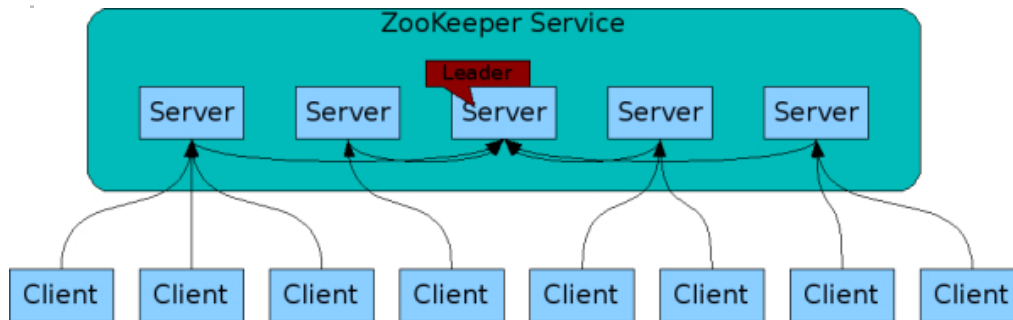 ZooKeeper Service
Leader
Server Server Server Server Server
Client Client Client Client Client Client Client Client